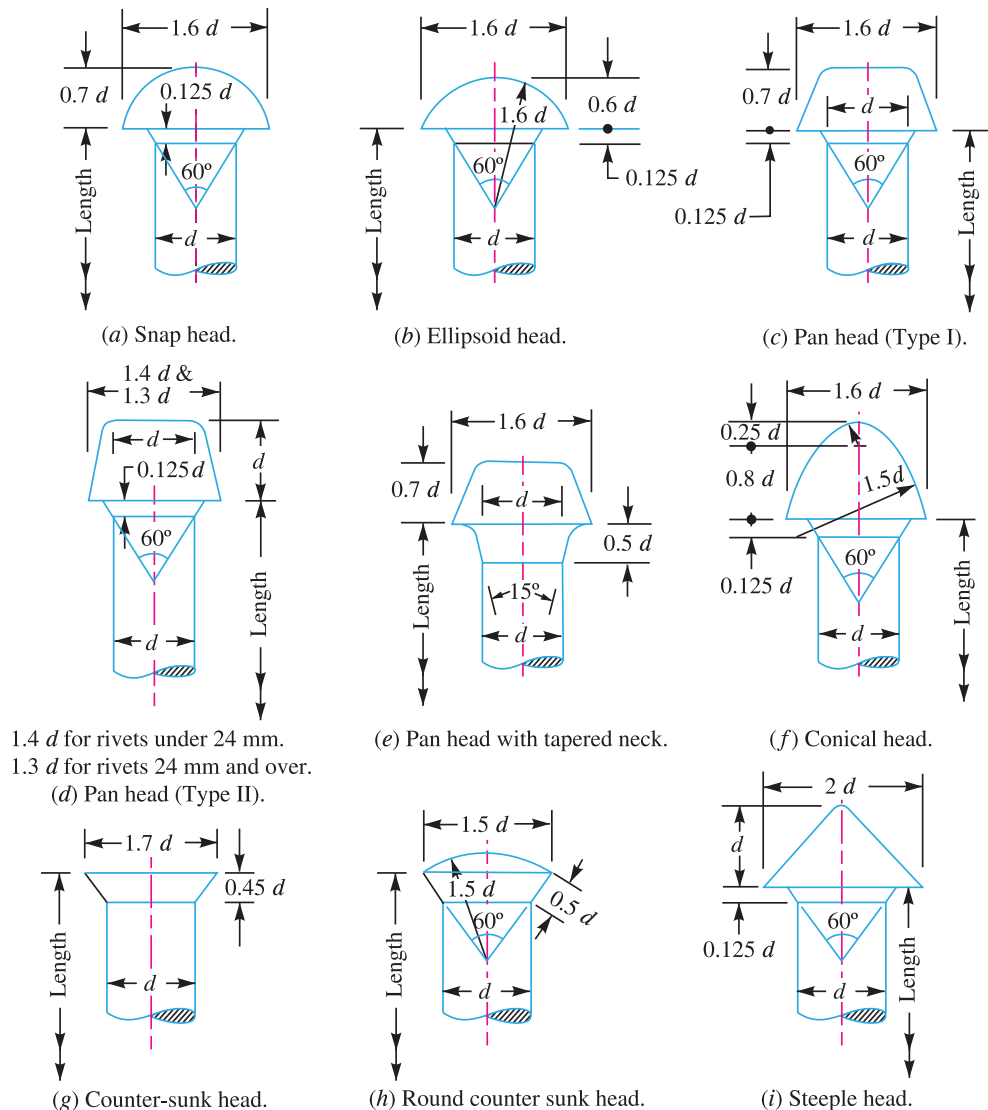 1.6 d
0.7 d
0.125 d
60º
d
Length
(a) Snap head.
1.6 d
0.6 d
1.6 d
60º
0.125 d
d
Length
(b) Ellipsoid head.
1.6 d
0.7 d
d
60º
0.125 d
d
Length
(c) Pan head (Type I).
1.4 d &
1.3 d
d
0.125 d
d
60º
d
Length
1.4 d for rivets under 24 mm.
1.3 d for rivets 24 mm and over.
(d) Pan head (Type II).
1.6 d
0.7 d
d
0.5 d
15º
d
Length
(e) Pan head with tapered neck.
1.6 d
0.25 d
0.8 d
1.5d
0.125 d
60º
d
Length
(f) Conical head.
1.7 d
0.45 d
d
Length
(g) Counter-sunk head.
1.5 d
1.5 d
0.5 d
60º
d
Length
(h) Round counter sunk head.
2 d
d
0.125 d
60º
d
Length
(i) Steeple head.